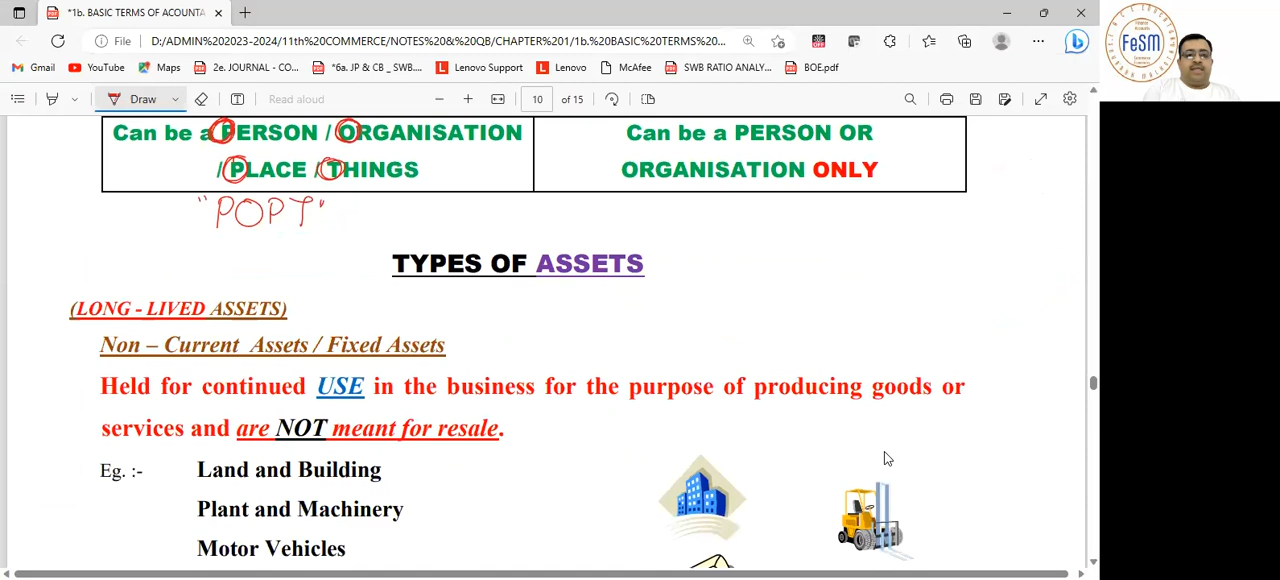 *1b. BASIC TERMS OF ACOUNTA
File
D:/ADMIN%202023-2024/11th%20COMMERCE/NOTES%20&%20QB/CHAPTER%201/1b.%20BASIC%20TERMS%20...
Gmail YouTube Maps 2e. JOURNAL - CO... *6a. JP & CB _ SWB.... Lenovo Support Lenovo McAfee SWB RATIO ANALY... BOE.pdf
Draw Read aloud 10 of 15
OFF
FeSM
Can be a PERSON / ORGANISATION
/ PLACE / THINGS
Can be a PERSON OR
ORGANISATION ONLY
"POPT"
TYPES OF ASSETS
(LONG - LIVED ASSETS)
Non – Current Assets / Fixed Assets
Held for continued USE in the business for the purpose of producing goods or
services and are NOT meant for resale.
Eg. :- Land and Building
Plant and Machinery
Motor Vehicles